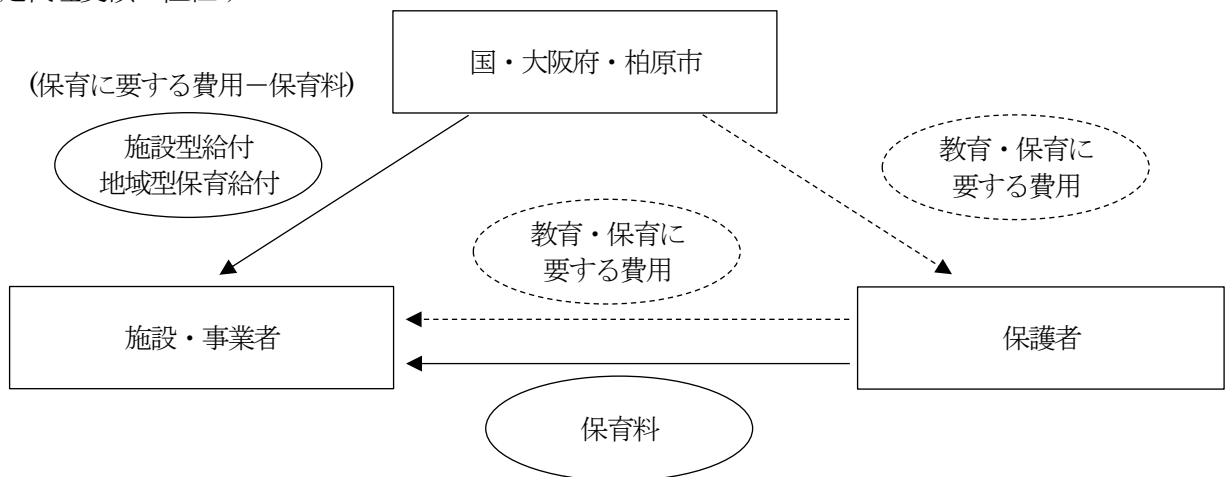 国・大阪府・柏原市
(保育に要する費用－保育料)
施設型給付
地域型保育給付
教育・保育に
要する費用
教育・保育に
要する費用
施設・事業者
保護者
保育料